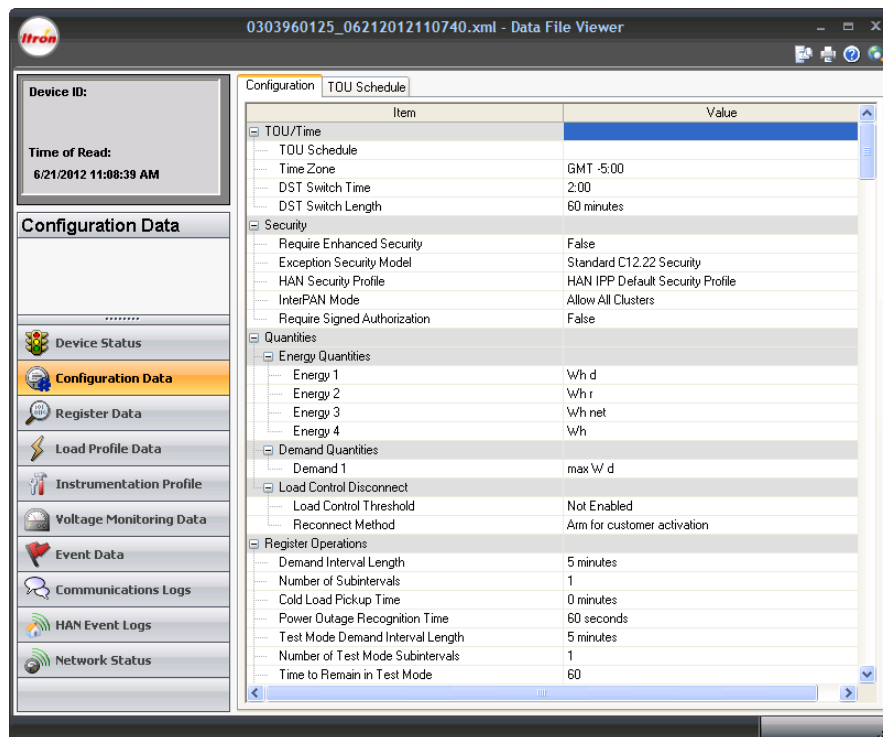 Itron
0303960125_06212012110740.xml - Data File Viewer
Device ID:
Time of Read:
6/21/2012 11:08:39 AM
Configuration Data
Device Status
Configuration Data
Register Data
Load Profile Data
Instrumentation Profile
Voltage Monitoring Data
Event Data
Communications Logs
HAN Event Logs
Network Status
Configuration TOU Schedule
Item Value
TOU/Time
TOU Schedule
Time Zone GMT -5:00
DST Switch Time 2:00
DST Switch Length 60 minutes
Security
Require Enhanced Security False
Exception Security Model Standard C12.22 Security
HAN Security Profile HAN IPP Default Security Profile
InterPAN Mode Allow All Clusters
Require Signed Authorization False
Quantities
Energy Quantities
Energy 1 Wh d
Energy 2 Wh r
Energy 3 Wh net
Energy 4 Wh
Demand Quantities
Demand 1 max W d
Load Control Disconnect
Load Control Threshold Not Enabled
Reconnect Method Arm for customer activation
Register Operations
Demand Interval Length 5 minutes
Number of Subintervals 1
Cold Load Pickup Time 0 minutes
Power Outage Recognition Time 60 seconds
Test Mode Demand Interval Length 5 minutes
Number of Test Mode Subintervals 1
Time to Remain in Test Mode 60